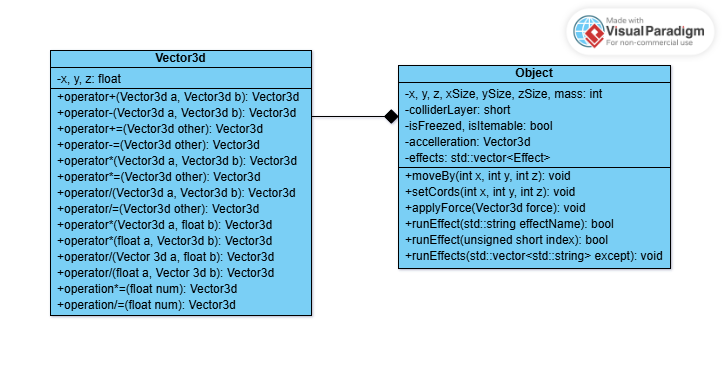 Made with
Visual Paradigm
For non-commercial use
Vector3d
-x, y, z: float
+operator+(Vector3d a, Vector3d b): Vector3d
+operator-(Vector3d a, Vector3d b): Vector3d
+operator+=(Vector3d other): Vector3d
+operator-=(Vector3d other): Vector3d
+operator*(Vector3d a, Vector3d b): Vector3d
+operator*=(Vector3d other): Vector3d
+operator/(Vector3d a, Vector3d b): Vector3d
+operator/=(Vector3d other): Vector3d
+operator*(Vector3d a, float b): Vector3d
+operator*(float a, Vector3d b): Vector3d
+operator/(Vector 3d a, float b): Vector3d
+operator/(float a, Vector 3d b): Vector3d
+operation*=(float num): Vector3d
+operation/=(float num): Vector3d
Object
-x, y, z, xSize, ySize, zSize, mass: int
-colliderLayer: short
-isFreezed, isItemable: bool
-accelleration: Vector3d
-effects: std::vector<Effect>
+moveBy(int x, int y, int z): void
+setCords(int x, int y, int z): void
+applyForce(Vector3d force): void
+runEffect(std::string effectName): bool
+runEffect(unsigned short index): bool
+runEffects(std::vector<std::string> except): void